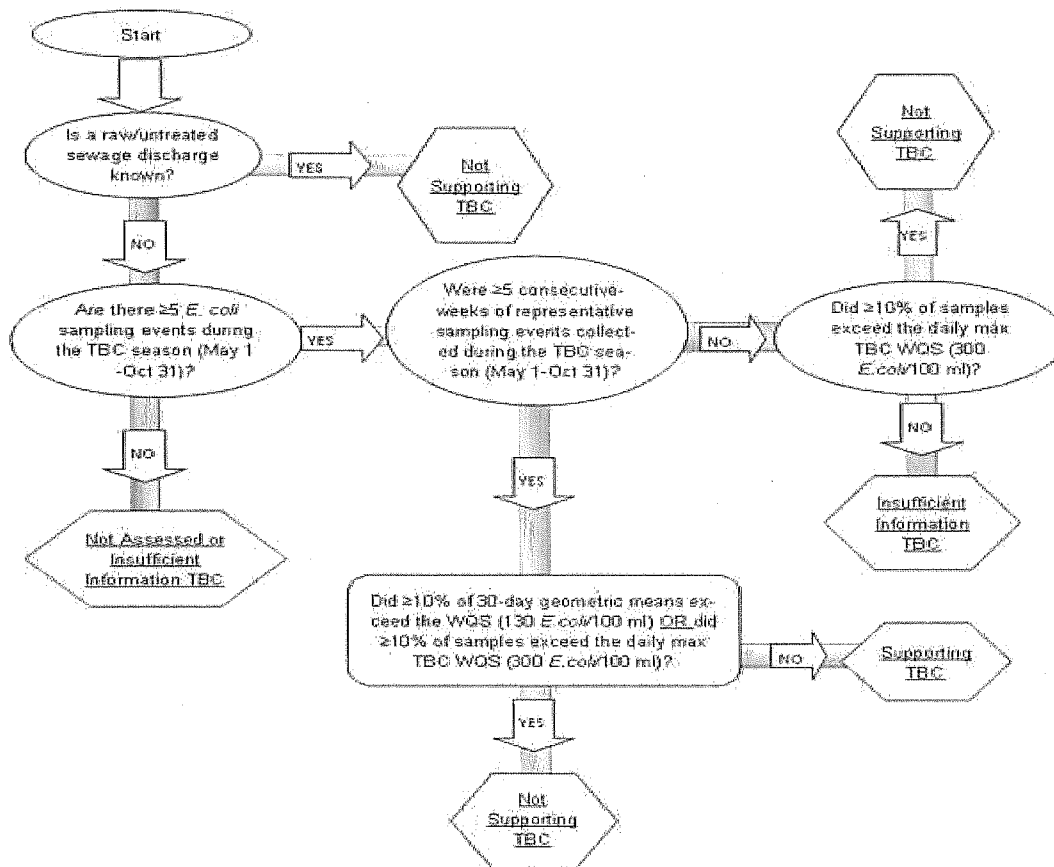 Start
Is a raw/untreated
sewage discharge
known?
YES
Not
Supporting
TBC
NO
Are there ≥5 E. coli
sampling events during
the TBC season (May 1
-Oct 31)?
YES
Were ≥5 consecutive-
weeks of representative
sampling events collect-
ed during the TBC sea-
son (May 1-Oct 31)?
NO
Did ≥10% of samples
exceed the daily max
TBC WQS (300
E.coli/100 ml)?
YES
Not
Supporting
TBC
NO
Insufficient
Information
TBC
NO
Not Assessed or
Insufficient
Information TBC
YES
Did ≥10% of 30-day geometric means ex-
ceed the WQS (130 E.coli/100 ml) OR did
≥10% of samples exceed the daily max
TBC WQS (300 E.coli/100 ml)?
NO
Supporting
TBC
YES
Not
Supporting
TBC